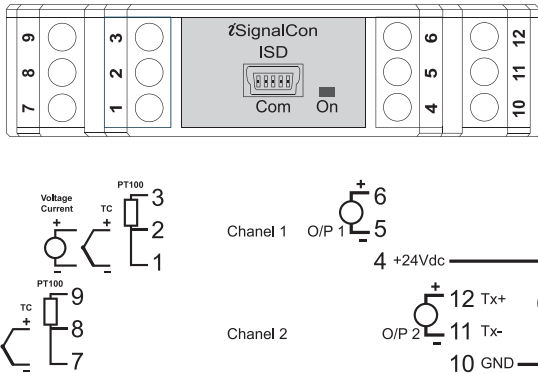 9 3 iSignalCon 6 12
8 2 ISD 5 11
7 1 Com On 4 10
PT100
Voltage
Current TC
+ + 3
2
- - 1
Chanel 1 O/P 1
+ 6
- 5
4 +24Vdc
PT100
TC
+ 9
8
- 7
Chanel 2 O/P 2
+ 12 Tx+
- 11 Tx-
10 GND